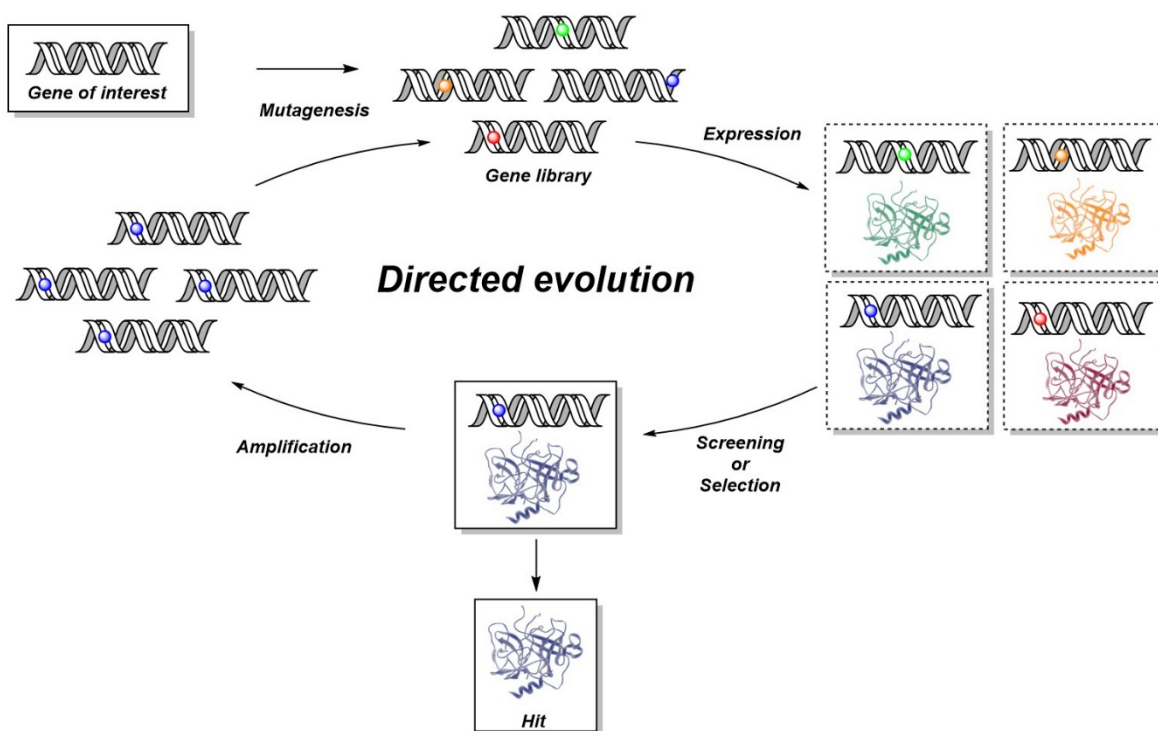 Gene of interest
Mutagenesis
Gene library
Expression
Directed evolution
Screening
or
Selection
Amplification
Hit